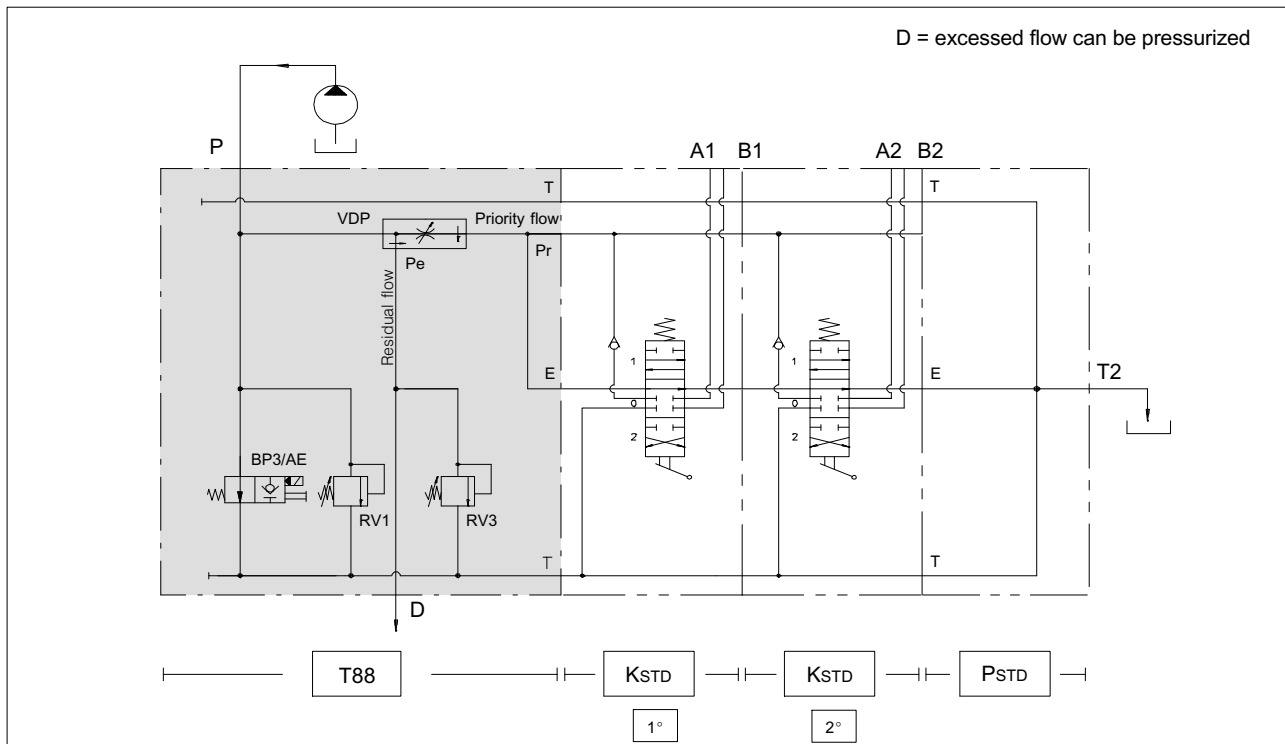 D = excessed flow can be pressurized
P
A1 B1 A2 B2
T T
VDP Priority flow
Pr
Pe
Residual flow
1 1
E E T2
0 0
2 2
BP3/AE
RV1 RV3
T T
D
T88 KSTD KSTD PSTD
1° 2°